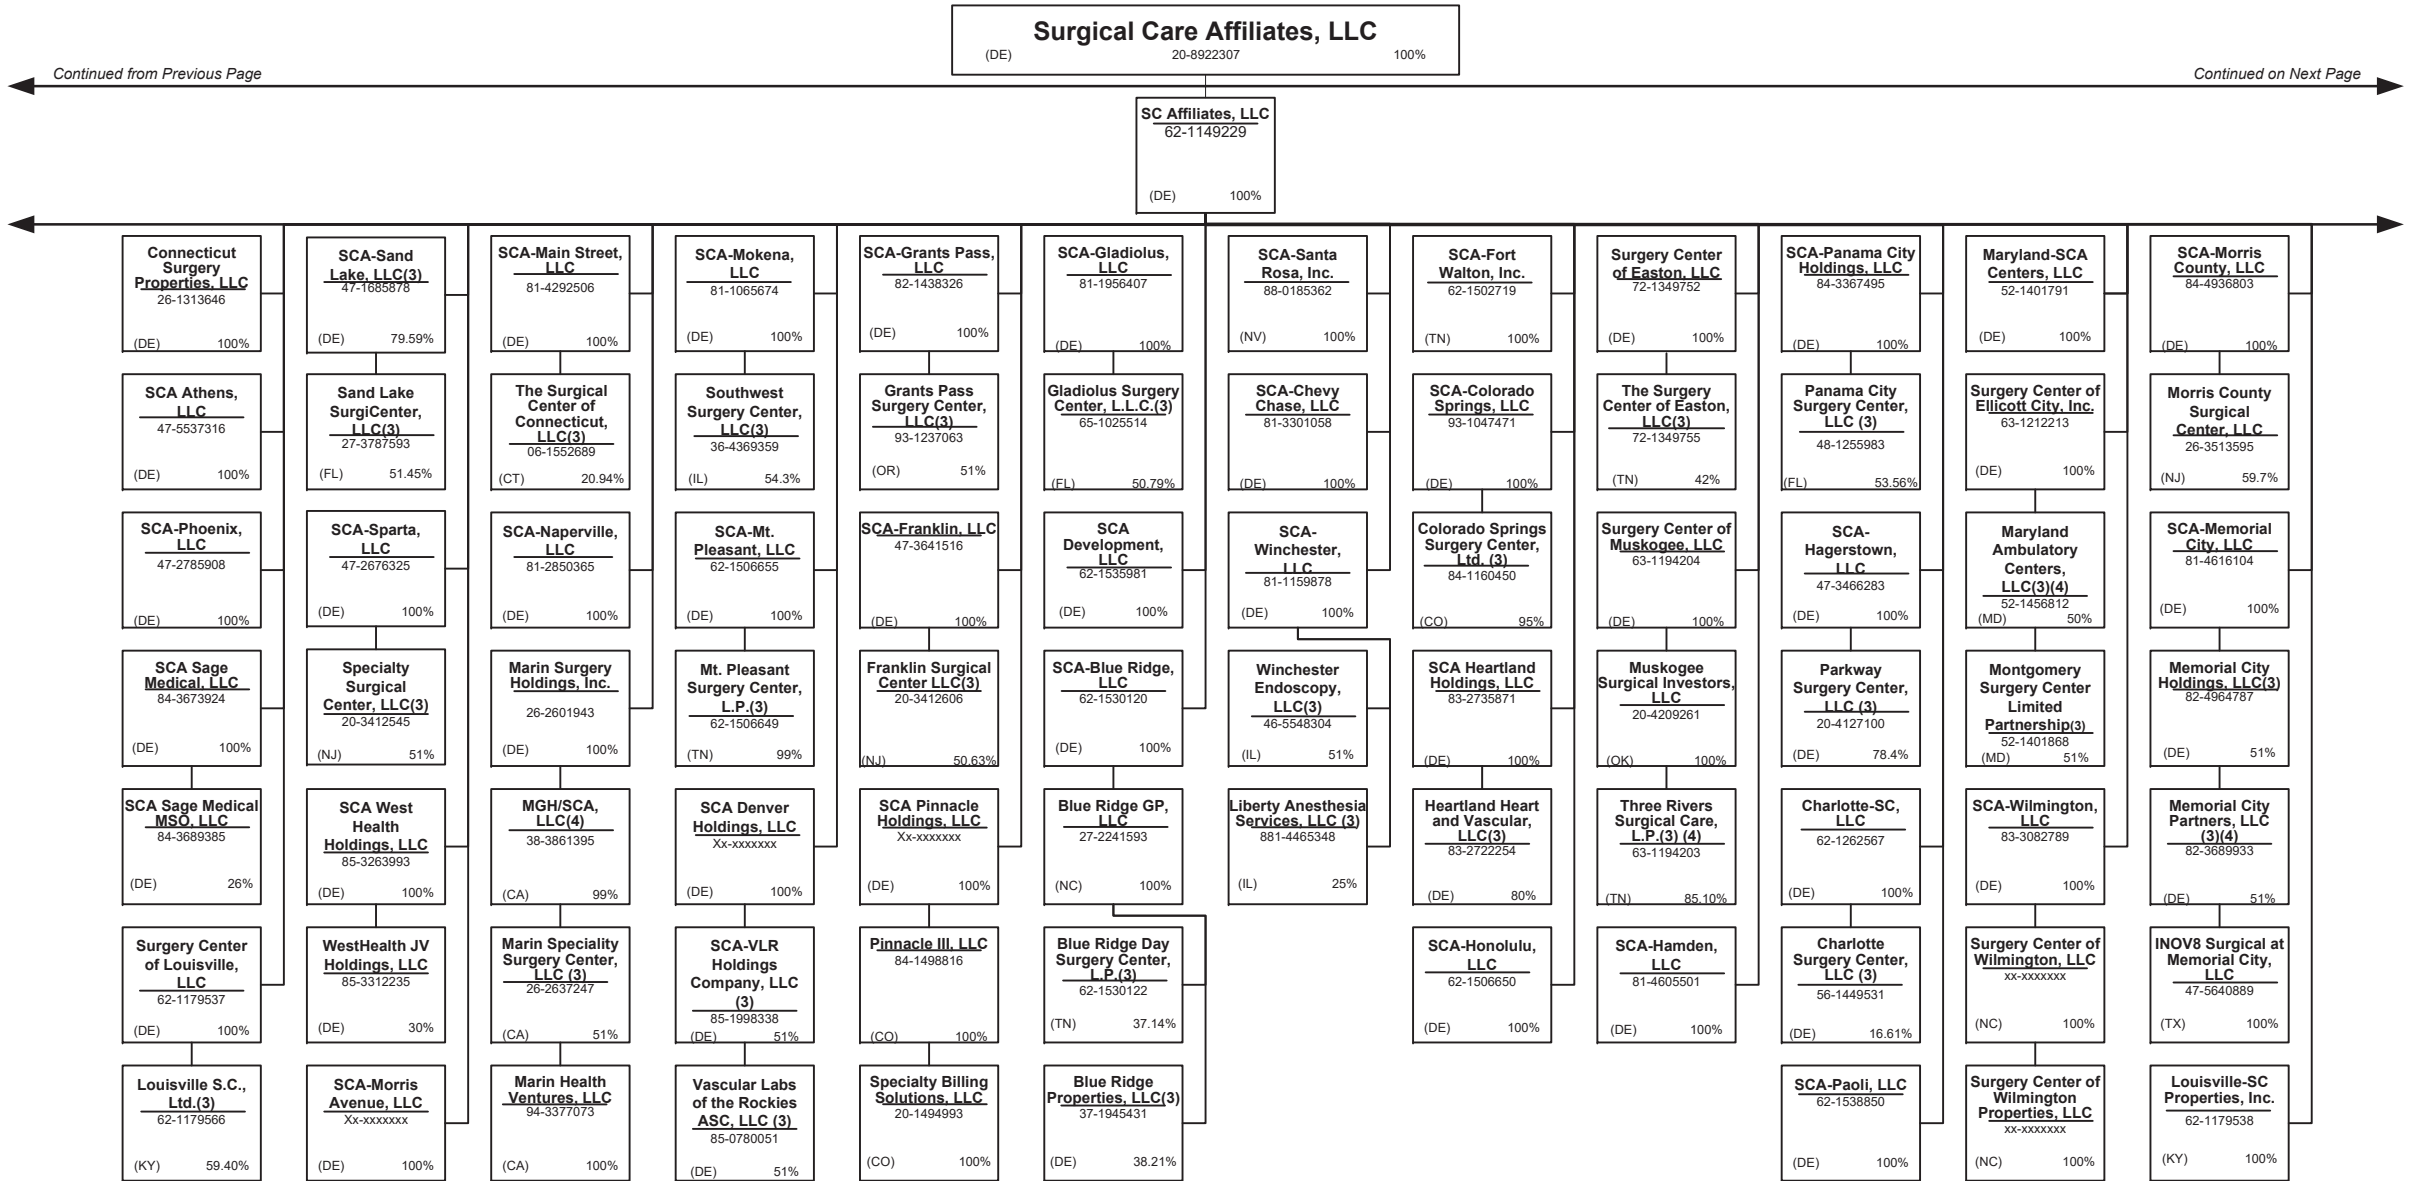 Surgical Care Affiliates, LLC
(DE) 20-8922307 100%
Continued from Previous Page
Continued on Next Page
SC Affiliates, LLC
62-1149229
(DE) 100%
Connecticut
Surgery
Properties, LLC
26-1313646
(DE) 100%
SCA Athens,
LLC
47-5537316
(DE) 100%
SCA-Phoenix,
LLC
47-2785908
(DE) 100%
SCA Sage
Medical, LLC
84-3673924
(DE) 100%
SCA Sage Medical
MSO, LLC
84-3689385
(DE) 26%
Surgery Center
of Louisville,
LLC
62-1179537
(DE) 100%
Louisville S.C.,
Ltd.(3)
62-1179566
(KY) 59.40%
SCA-Sand
Lake, LLC(3)
47-1685878
(DE) 79.59%
Sand Lake
SurgiCenter,
LLC(3)
27-3787593
(FL) 51.45%
SCA-Sparta,
LLC
47-2676325
(DE) 100%
Specialty
Surgical
Center, LLC(3)
20-3412545
(NJ) 51%
SCA West
Health
Holdings, LLC
85-3263993
(DE) 100%
WestHealth JV
Holdings, LLC
85-3312235
(DE) 30%
SCA-Morris
Avenue, LLC
Xx-xxxxxxx
(DE) 100%
SCA-Main Street,
LLC
81-4292506
(DE) 100%
The Surgical
Center of
Connecticut,
LLC(3)
06-1552689
(CT) 20.94%
SCA-Naperville,
LLC
81-2850365
(DE) 100%
Marin Surgery
Holdings, Inc.
26-2601943
(DE) 100%
MGH/SCA,
LLC(4)
38-3861395
(CA) 99%
Marin Speciality
Surgery Center,
LLC (3)
26-2637247
(CA) 51%
Marin Health
Ventures, LLC
94-3377073
(CA) 100%
SCA-Mokena,
LLC
81-1065674
(DE) 100%
Southwest
Surgery Center,
LLC(3)
36-4369359
(IL) 54.3%
SCA-Mt.
Pleasant, LLC
62-1506655
(DE) 100%
Mt. Pleasant
Surgery Center,
L.P.(3)
62-1506649
(TN) 99%
SCA Denver
Holdings, LLC
Xx-xxxxxxx
(DE) 100%
SCA-VLR
Holdings
Company, LLC
(3)
85-1998338
(DE) 51%
Vascular Labs
of the Rockies
ASC, LLC (3)
85-0780051
(DE) 51%
SCA-Grants Pass,
LLC
82-1438326
(DE) 100%
Grants Pass
Surgery Center,
LLC(3)
93-1237063
(OR) 51%
SCA-Franklin, LLC
47-3641516
(DE) 100%
Franklin Surgical
Center LLC(3)
20-3412606
(NJ) 50.63%
SCA Pinnacle
Holdings, LLC
Xx-xxxxxxx
(DE) 100%
Pinnacle III, LLC
84-1498816
(CO) 100%
Specialty Billing
Solutions, LLC
20-1494993
(CO) 100%
SCA-Gladiolus,
LLC
81-1956407
(DE) 100%
Gladiolus Surgery
Center, L.L.C.(3)
65-1025514
(FL) 50.79%
SCA
Development,
LLC
62-1535981
(DE) 100%
SCA-Blue Ridge,
LLC
62-1530120
(DE) 100%
Blue Ridge GP,
LLC
27-2241593
(NC) 100%
Blue Ridge Day
Surgery Center,
L.P.(3)
62-1530122
(TN) 37.14%
Blue Ridge
Properties, LLC(3)
37-1945431
(DE) 38.21%
SCA-Santa
Rosa, Inc.
88-0185362
(NV) 100%
SCA-Chevy
Chase, LLC
81-3301058
(DE) 100%
SCA-
Winchester,
LLC
81-1159878
(DE) 100%
Winchester
Endoscopy,
LLC(3)
46-5548304
(IL) 51%
Liberty Anesthesia
Services, LLC (3)
881-4465348
(IL) 25%
SCA-Fort
Walton, Inc.
62-1502719
(TN) 100%
SCA-Colorado
Springs, LLC
93-1047471
(DE) 100%
Colorado Springs
Surgery Center,
Ltd. (3)
84-1160450
(CO) 95%
SCA Heartland
Holdings, LLC
83-2735871
(DE) 100%
Heartland Heart
and Vascular,
LLC(3)
83-2722254
(DE) 80%
SCA-Honolulu,
LLC
62-1506650
(DE) 100%
Surgery Center
of Easton, LLC
72-1349752
(DE) 100%
The Surgery
Center of Easton,
LLC(3)
72-1349755
(TN) 42%
Surgery Center of
Muskogee, LLC
63-1194204
(DE) 100%
Muskogee
Surgical Investors,
LLC
20-4209261
(OK) 100%
Three Rivers
Surgical Care,
L.P.(3) (4)
63-1194203
(TN) 85.10%
SCA-Hamden,
LLC
81-4605501
(DE) 100%
SCA-Panama City
Holdings, LLC
84-3367495
(DE) 100%
Panama City
Surgery Center,
LLC (3)
48-1255983
(FL) 53.56%
SCA-
Hagerstown,
LLC
47-3466283
(DE) 100%
Parkway
Surgery Center,
LLC (3)
20-4127100
(DE) 78.4%
Charlotte-SC,
LLC
62-1262567
(DE) 100%
Charlotte
Surgery Center,
LLC (3)
56-1449531
(DE) 16.61%
SCA-Paoli, LLC
62-1538850
(DE) 100%
Maryland-SCA
Centers, LLC
52-1401791
(DE) 100%
Surgery Center of
Ellicott City, Inc.
63-1212213
(DE) 100%
Maryland
Ambulatory
Centers,
LLC(3)(4)
52-1456812
(MD) 50%
Montgomery
Surgery Center
Limited
Partnership(3)
52-1401868
(MD) 51%
SCA-Wilmington,
LLC
83-3082789
(DE) 100%
Surgery Center of
Wilmington, LLC
xx-xxxxxxx
(NC) 100%
Surgery Center of
Wilmington
Properties, LLC
xx-xxxxxxx
(NC) 100%
SCA-Morris
County, LLC
84-4936803
(DE) 100%
Morris County
Surgical
Center, LLC
26-3513595
(NJ) 59.7%
SCA-Memorial
City, LLC
81-4616104
(DE) 100%
Memorial City
Holdings, LLC(3)
82-4964787
(DE) 51%
Memorial City
Partners, LLC
(3)(4)
82-3689933
(DE) 51%
INOV8 Surgical at
Memorial City,
LLC
47-5640889
(TX) 100%
Louisville-SC
Properties, Inc.
62-1179538
(KY) 100%